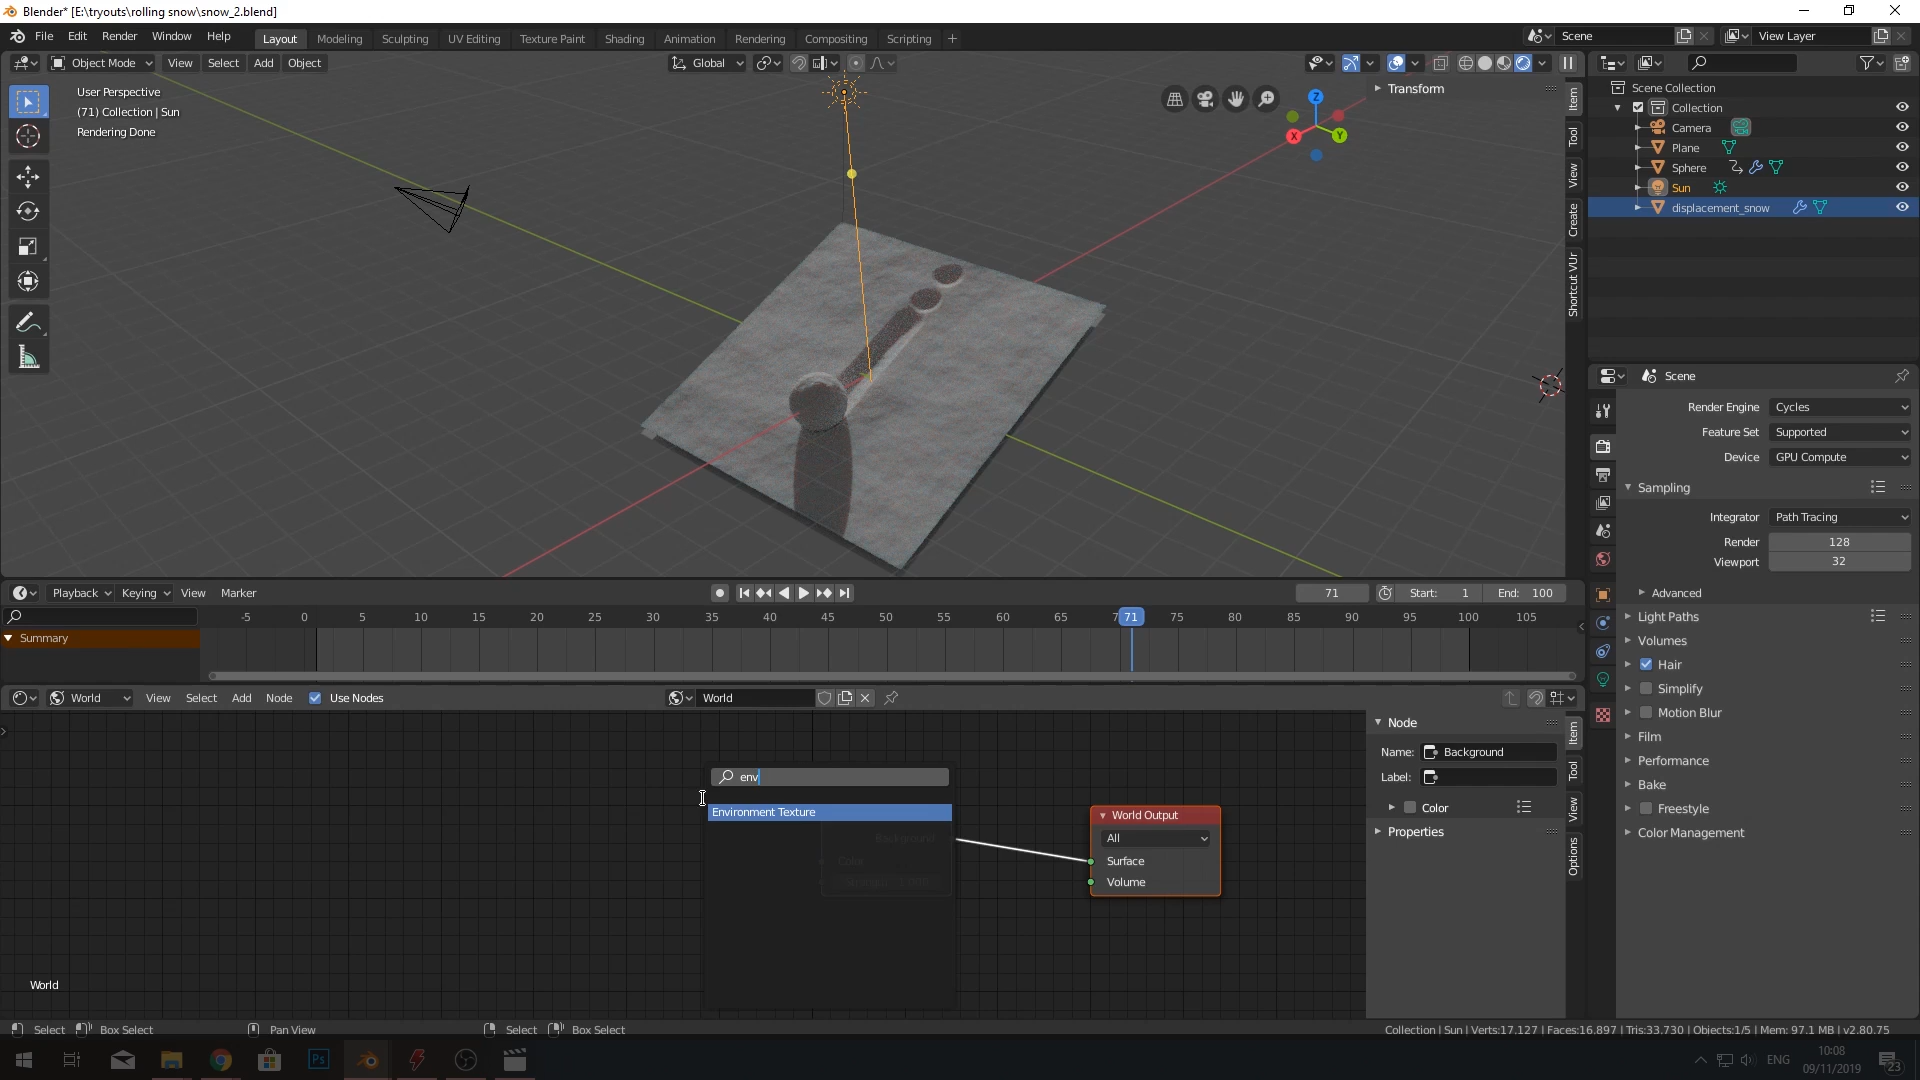 Blender* [E:\tryouts\rolling snow\snow_2.blend]
File Edit Render Window Help Layout Modeling Sculpting UV Editing Texture Paint Shading Animation Rendering Compositing Scripting + Scene View Layer
Object Mode View Select Add Object Global
User Perspective
(71) Collection | Sun
Rendering Done
Z
X
Y
Transform
Item
Tool
View
Create
Shortcut VUr
Scene Collection
Collection
Camera
Plane
Sphere
Sun
displacement_snow
Scene
Render Engine Cycles
Feature Set Supported
Device GPU Compute
Sampling
Integrator Path Tracing
Render 128
Viewport 32
Advanced
Light Paths
Volumes
Hair
Simplify
Motion Blur
Film
Performance
Bake
Freestyle
Color Management
Playback Keying View Marker 71 Start: 1 End: 100
-5 0 5 10 15 20 25 30 35 40 45 50 55 60 65 7 71 75 80 85 90 95 100 105
Summary
World View Select Add Node Use Nodes World
env
Environment Texture
Background
Color
World Output
All
Surface
Volume
Node
Name: Background
Label:
Color
Properties
Item
Tool
View
Options
World
Select Box Select Pan View Select Box Select Collection | Sun | Verts:17.127 | Faces:16.897 | Tris:33.730 | Objects:1/5 | Mem: 97.1 MB | v2.80.75
Ps
ENG
10:08
09/11/2019
23